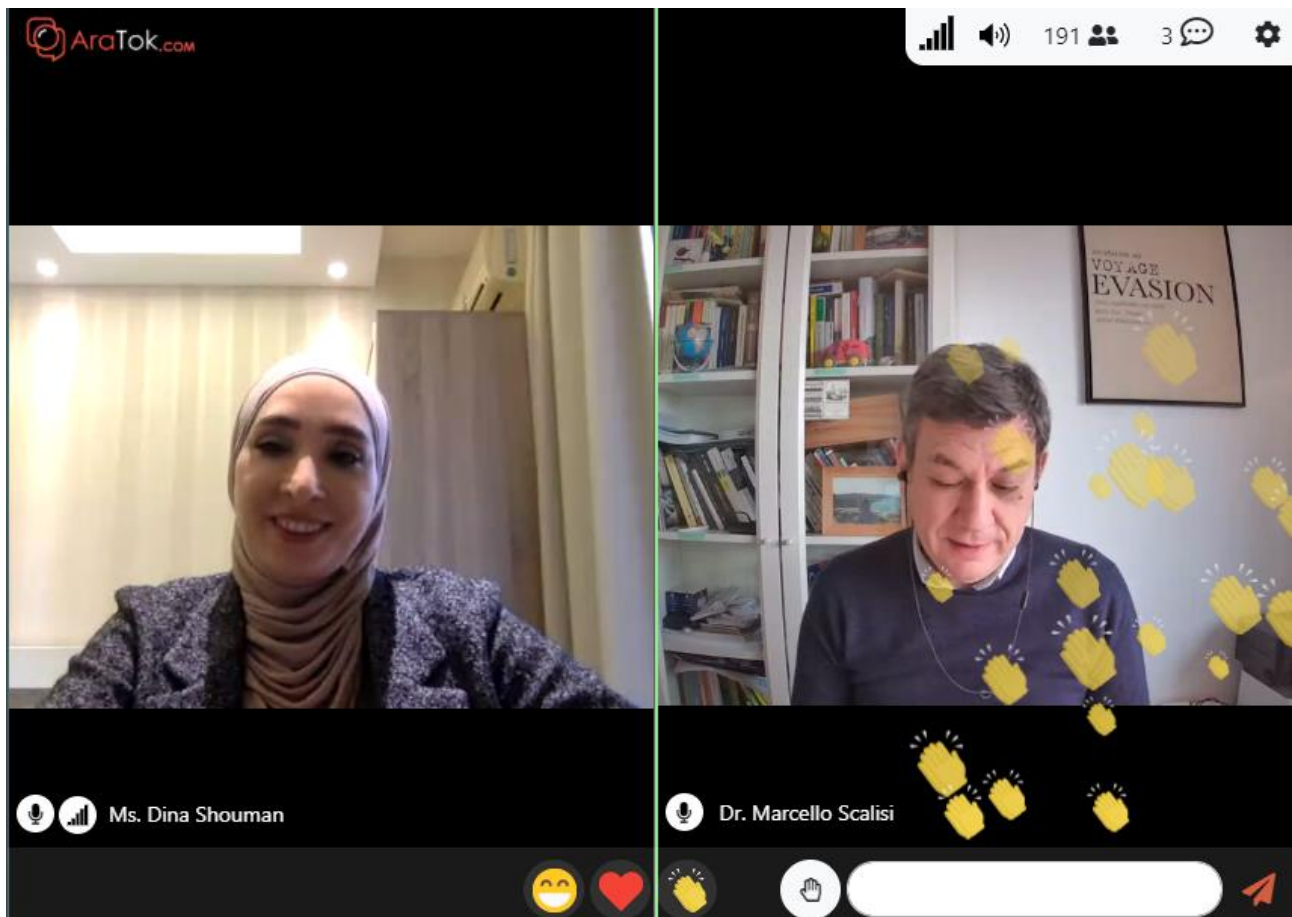 AraTok.com
191
3
VOYAGE
EVASION
Ms. Dina Shouman
Dr. Marcello Scalisi